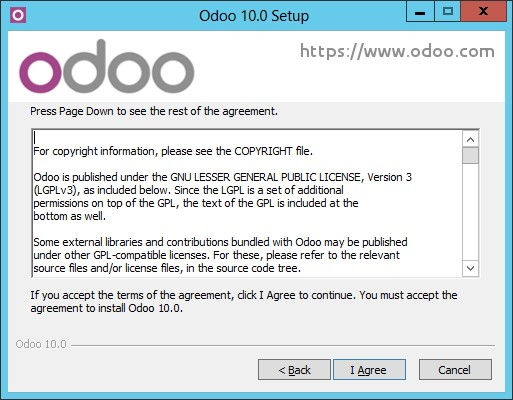 Odoo 10.0 Setup
odoo
https://www.odoo.com
Press Page Down to see the rest of the agreement.
For copyright information, please see the COPYRIGHT file.
Odoo is published under the GNU LESSER GENERAL PUBLIC LICENSE, Version 3
(LGPLv3), as included below. Since the LGPL is a set of additional
permissions on top of the GPL, the text of the GPL is included at the
bottom as well.
Some external libraries and contributions bundled with Odoo may be published
under other GPL-compatible licenses. For these, please refer to the relevant
source files and/or license files, in the source code tree.
If you accept the terms of the agreement, click I Agree to continue. You must accept the
agreement to install Odoo 10.0.
Odoo 10.0
< Back
I Agree
Cancel